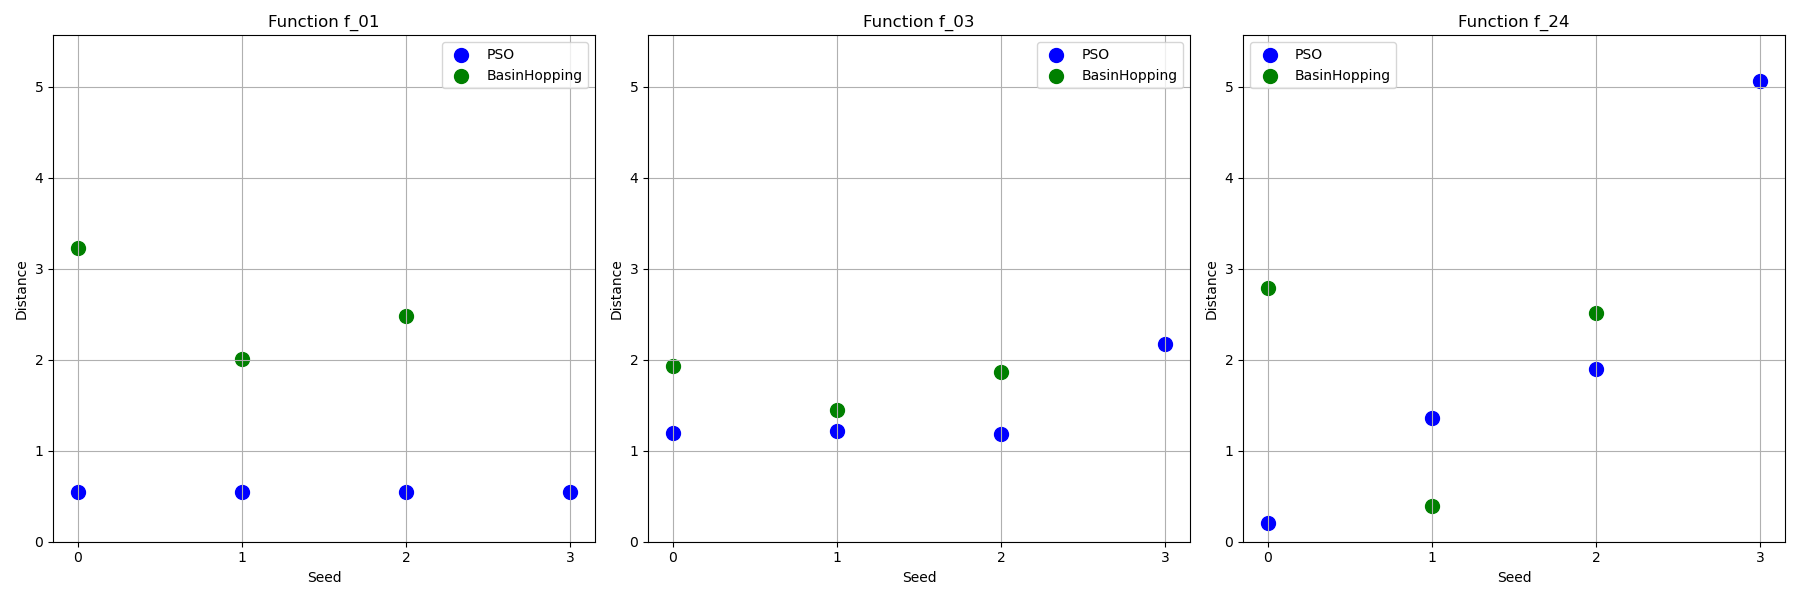 Function f_01
PSO
BasinHopping
5
4
3
2
1
0
Distance
0 1 2 3
Seed
Function f_03
PSO
BasinHopping
5
4
3
2
1
0
Distance
0 1 2 3
Seed
Function f_24
PSO
BasinHopping
5
4
3
2
1
0
Distance
0 1 2 3
Seed